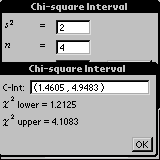 Chi-square Interval
s² = 2
n = 4
Chi-square Interval
C-Int: (1.4605, 4.9483)
χ² lower = 1.2125
χ² upper = 4.1083
OK